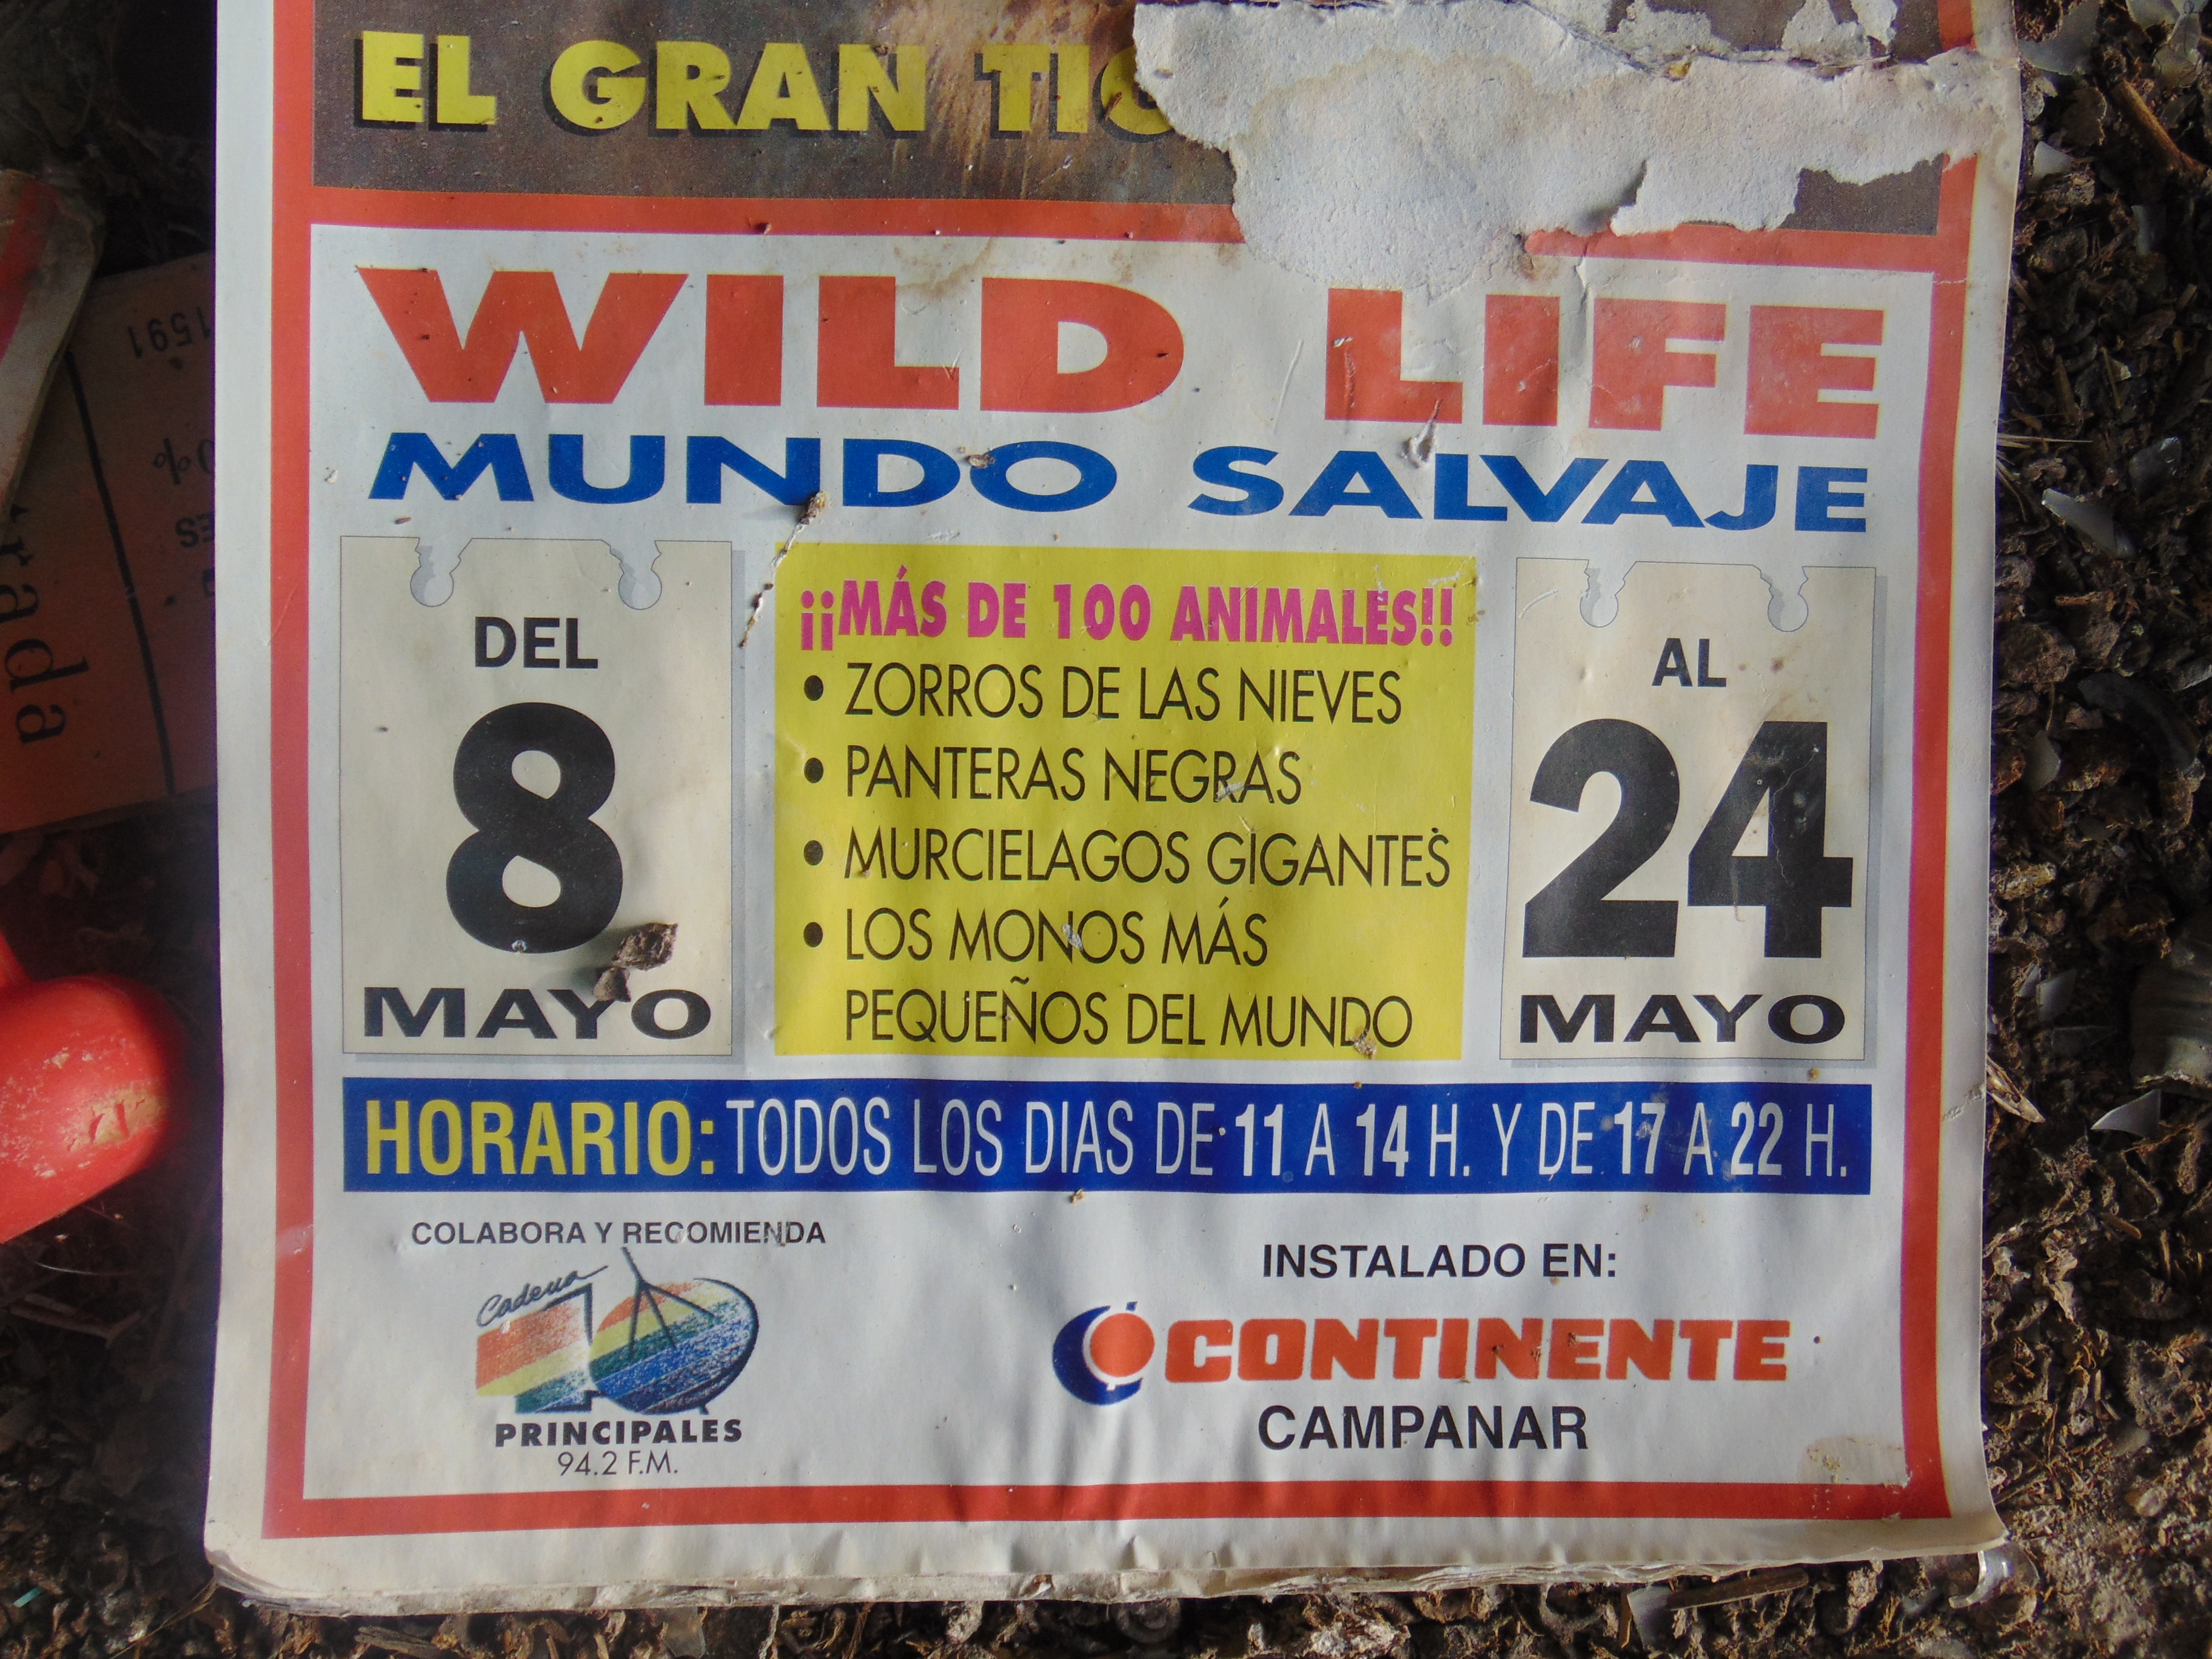 EL GRAN
WILD LIFE
MUNDO SALVAJE
DEL
8
MAYO
¡¡MÁS DE 100 ANIMALES!!
• ZORROS DE LAS NIEVES
• PANTERAS NEGRAS
• MURCIELAGOS GIGANTES
• LOS MONOS MÁS
PEQUEÑOS DEL MUNDO
AL
24
MAYO
HORARIO: TODOS LOS DIAS DE 11 A 14 H. Y DE 17 A 22 H.
COLABORA Y RECOMIENDA
Cadena
40
PRINCIPALES
94.2 F.M.
INSTALADO EN:
CONTINENTE
CAMPANAR
1591